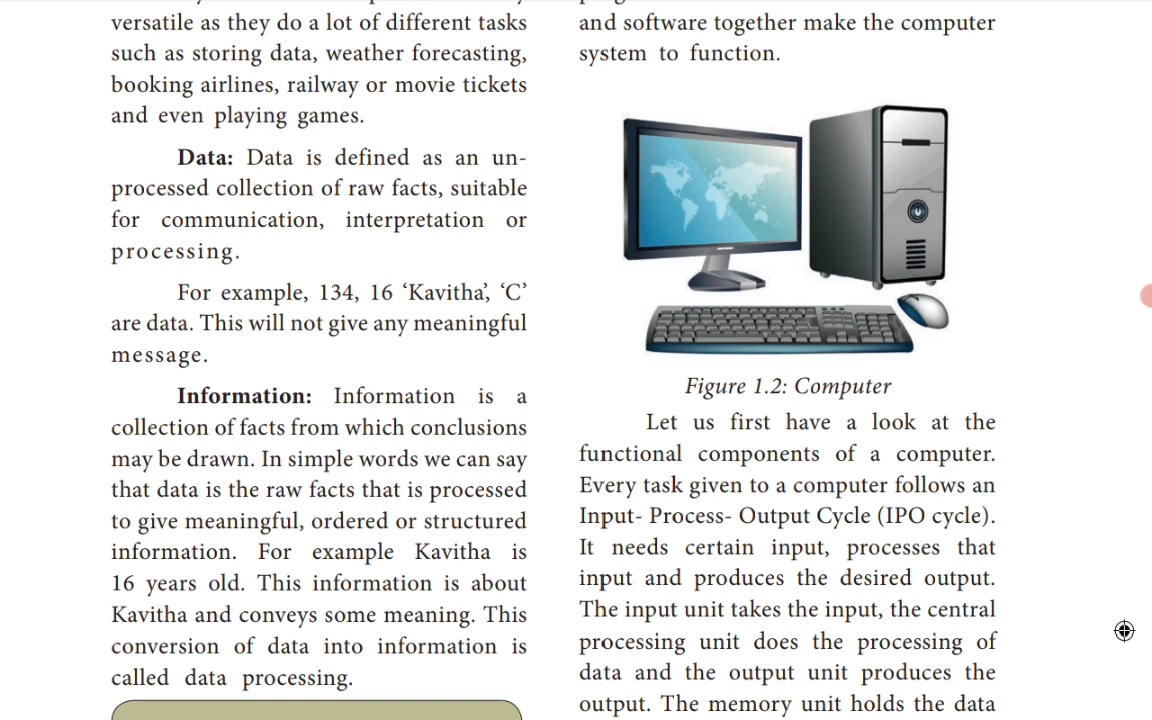 versatile as they do a lot of different tasks
such as storing data, weather forecasting,
booking airlines, railway or movie tickets
and even playing games.
Data: Data is defined as an un-
processed collection of raw facts, suitable
for communication, interpretation or
processing.
For example, 134, 16 ‘Kavitha’, ‘C’
are data. This will not give any meaningful
message.
Information: Information is a
collection of facts from which conclusions
may be drawn. In simple words we can say
that data is the raw facts that is processed
to give meaningful, ordered or structured
information. For example Kavitha is
16 years old. This information is about
Kavitha and conveys some meaning. This
conversion of data into information is
called data processing.
and software together make the computer
system to function.
Figure 1.2: Computer
Let us first have a look at the
functional components of a computer.
Every task given to a computer follows an
Input- Process- Output Cycle (IPO cycle).
It needs certain input, processes that
input and produces the desired output.
The input unit takes the input, the central
processing unit does the processing of
data and the output unit produces the
output. The memory unit holds the data